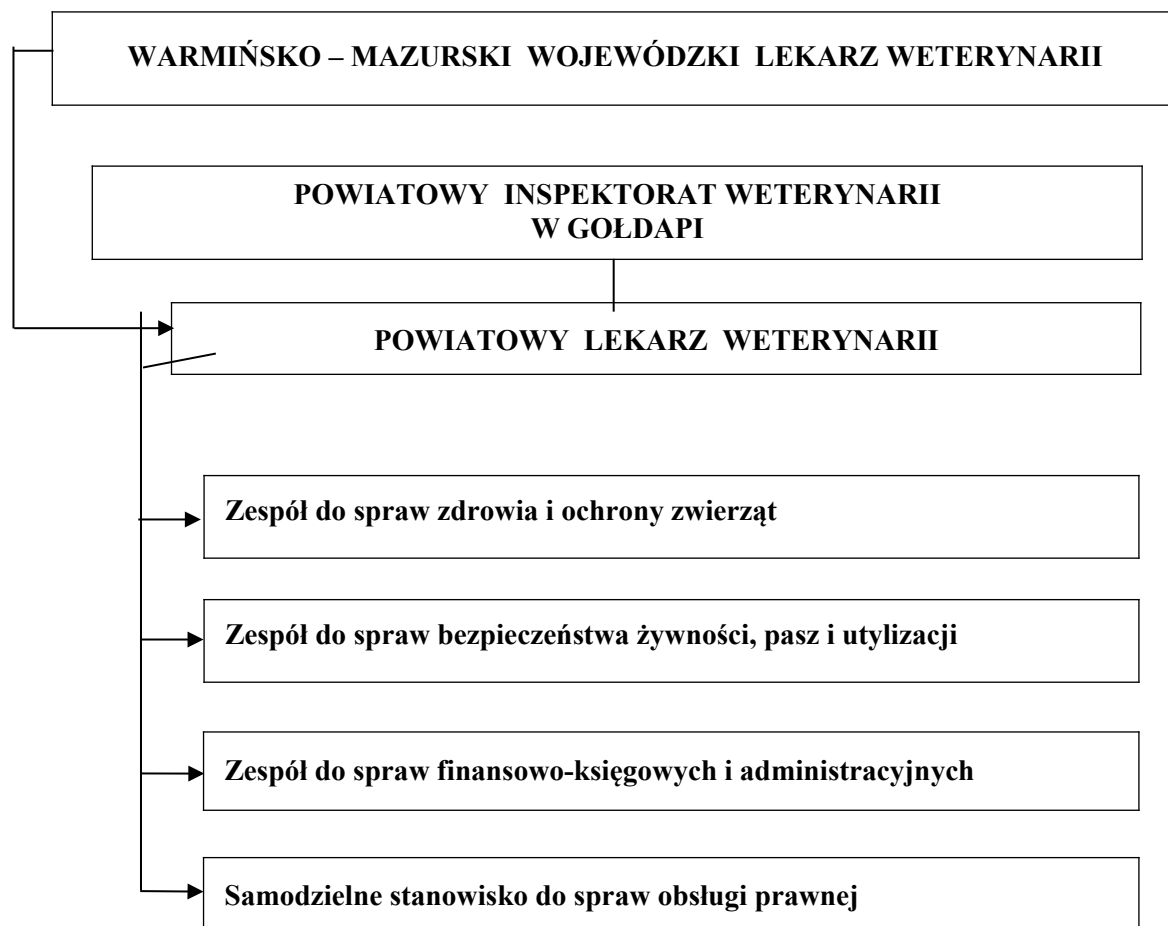 WARMIŃSKO – MAZURSKI WOJEWÓDZKI LEKARZ WETERYNARII
POWIATOWY INSPEKTORAT WETERYNARII
W GOŁDAPI
POWIATOWY LEKARZ WETERYNARII
Zespół do spraw zdrowia i ochrony zwierząt
Zespół do spraw bezpieczeństwa żywności, pasz i utylizacji
Zespół do spraw finansowo-księgowych i administracyjnych
Samodzielne stanowisko do spraw obsługi prawnej